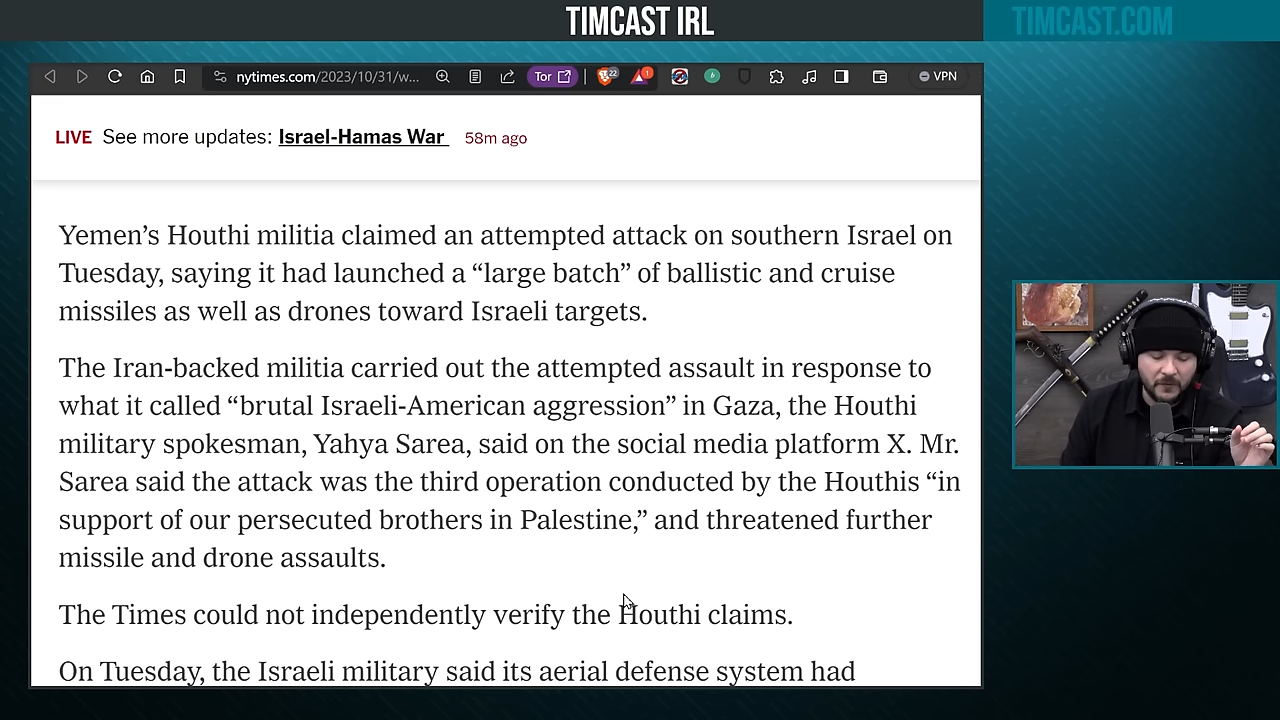 TIMCAST IRL
TIMCAST.COM
nytimes.com/2023/10/31/w...
Tor
22
1
VPN
LIVE See more updates: Israel-Hamas War 58m ago
Yemen’s Houthi militia claimed an attempted attack on southern Israel on
Tuesday, saying it had launched a “large batch” of ballistic and cruise
missiles as well as drones toward Israeli targets.
The Iran-backed militia carried out the attempted assault in response to
what it called “brutal Israeli-American aggression” in Gaza, the Houthi
military spokesman, Yahya Sarea, said on the social media platform X. Mr.
Sarea said the attack was the third operation conducted by the Houthis “in
support of our persecuted brothers in Palestine,” and threatened further
missile and drone assaults.
The Times could not independently verify the Houthi claims.
On Tuesday, the Israeli military said its aerial defense system had